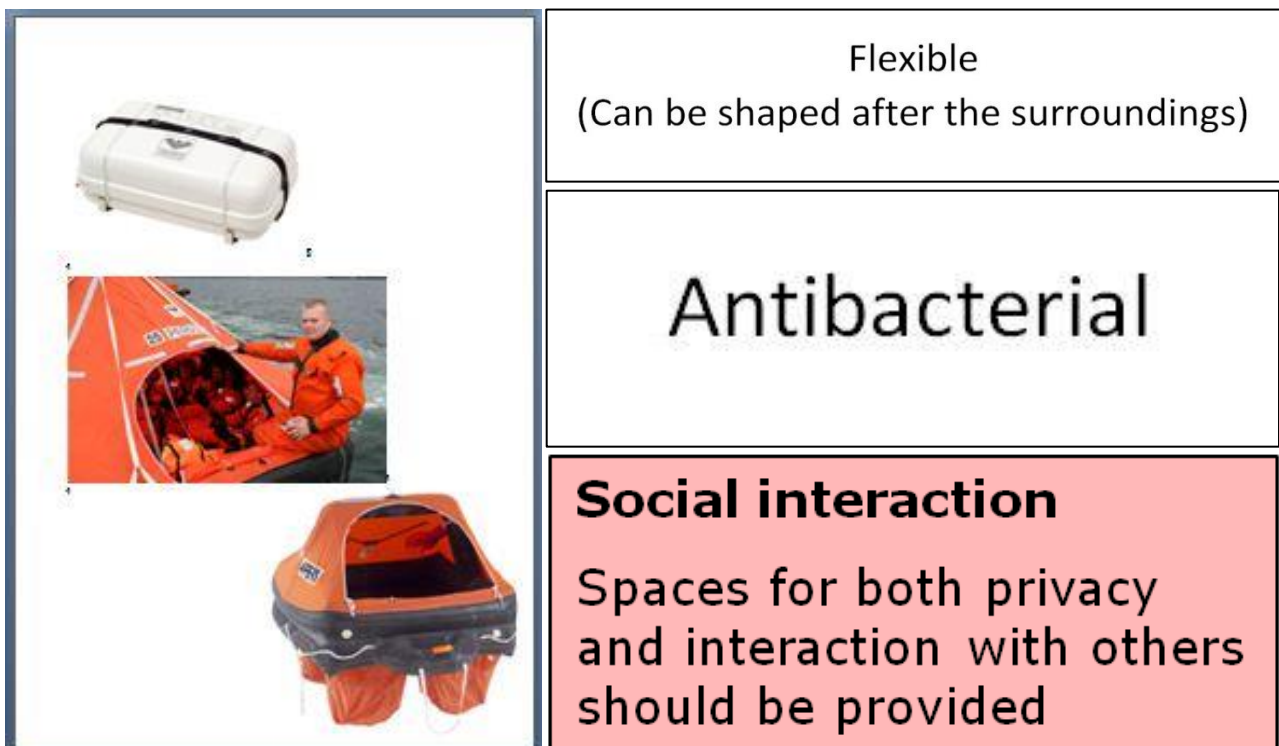 Flexible
(Can be shaped after the surroundings)
Antibacterial
Social interaction
Spaces for both privacy
and interaction with others
should be provided